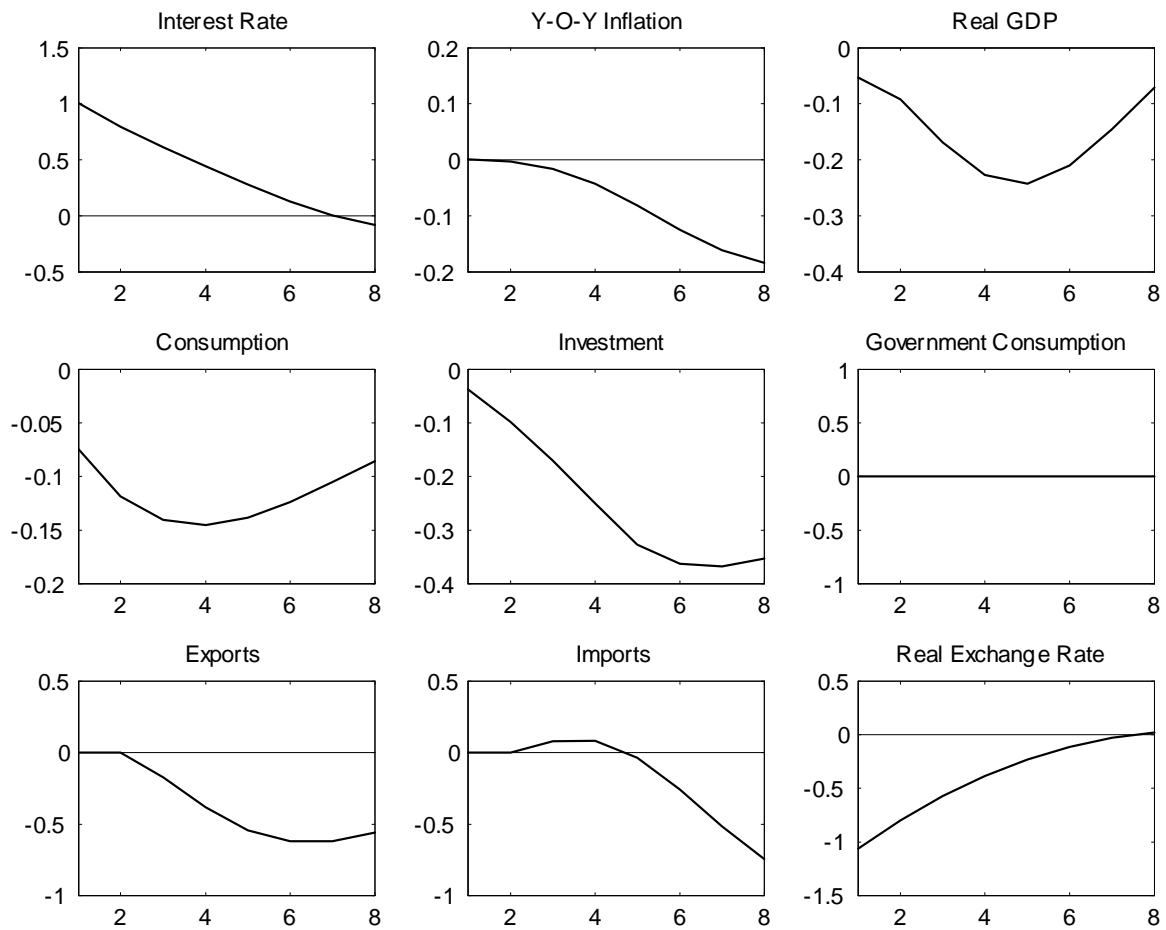 Interest Rate
1.5
1
0.5
0
-0.5
2 4 6 8
Y-O-Y Inflation
0.2
0.1
0
-0.1
-0.2
2 4 6 8
Real GDP
0
-0.1
-0.2
-0.3
-0.4
2 4 6 8
Consumption
0
-0.05
-0.1
-0.15
-0.2
2 4 6 8
Investment
0
-0.1
-0.2
-0.3
-0.4
2 4 6 8
Government Consumption
1
0.5
0
-0.5
-1
2 4 6 8
Exports
0.5
0
-0.5
-1
2 4 6 8
Imports
0.5
0
-0.5
-1
2 4 6 8
Real Exchange Rate
0.5
0
-0.5
-1
-1.5
2 4 6 8